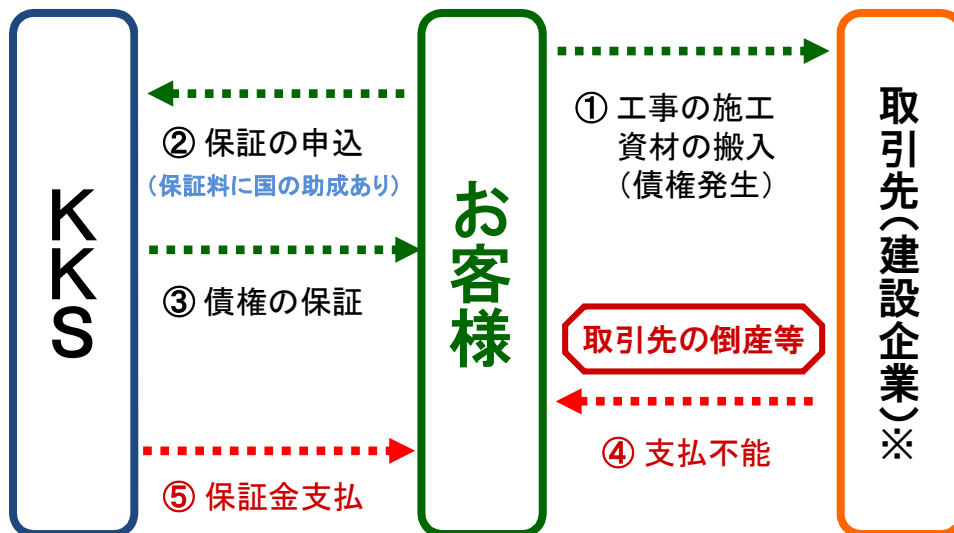 KKS
② 保証の申込
（保証料に国の助成あり）
③ 債権の保証
⑤ 保証金支払
お客様
① 工事の施工
資材の搬入
（債権発生）
取引先の倒産等
④ 支払不能
取引先（建設企業）※